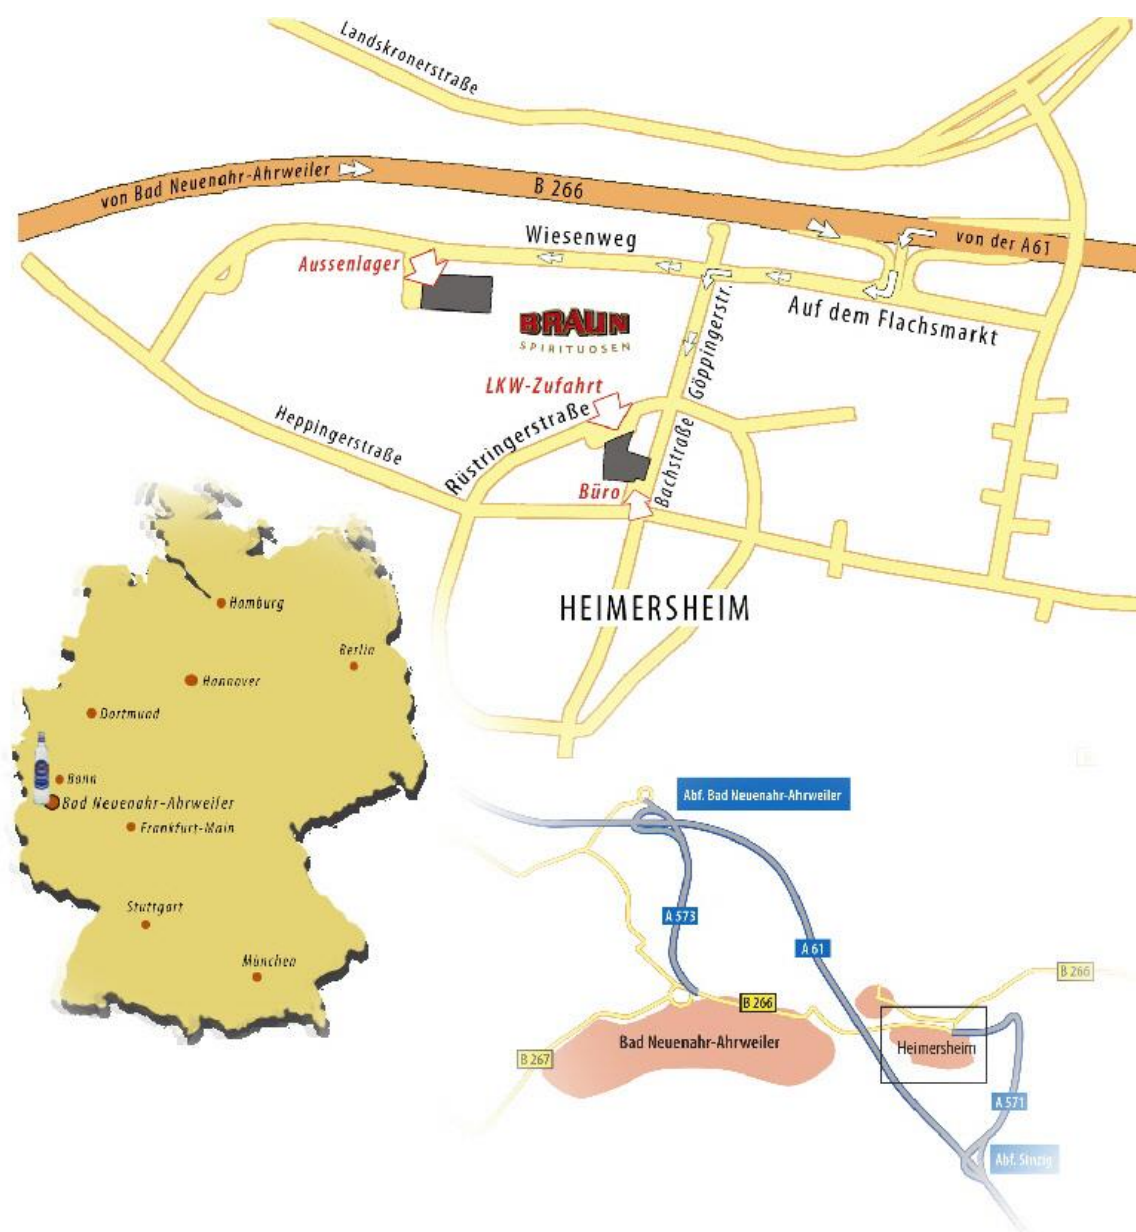 Landskronerstraße
von Bad Neuenahr-Ahrweiler
B 266
von der A61
Wiesenweg
Aussenlager
Auf dem Flachsmarkt
BRAUN
SPIRITUOSEN
Göppingerstr.
LKW-Zufahrt
Rüstringerstraße
Heppingerstraße
Bachstraße
Büro
HEIMERSHEIM
Hamburg
Berlin
Hannover
Dortmund
Bonn
Bad Neuenahr-Ahrweiler
Frankfurt-Main
Stuttgart
München
Abf. Bad Neuenahr-Ahrweiler
A 573
A 61
B 266
B 266
Bad Neuenahr-Ahrweiler
Heimersheim
B 267
A 571
Abf. Sinzig